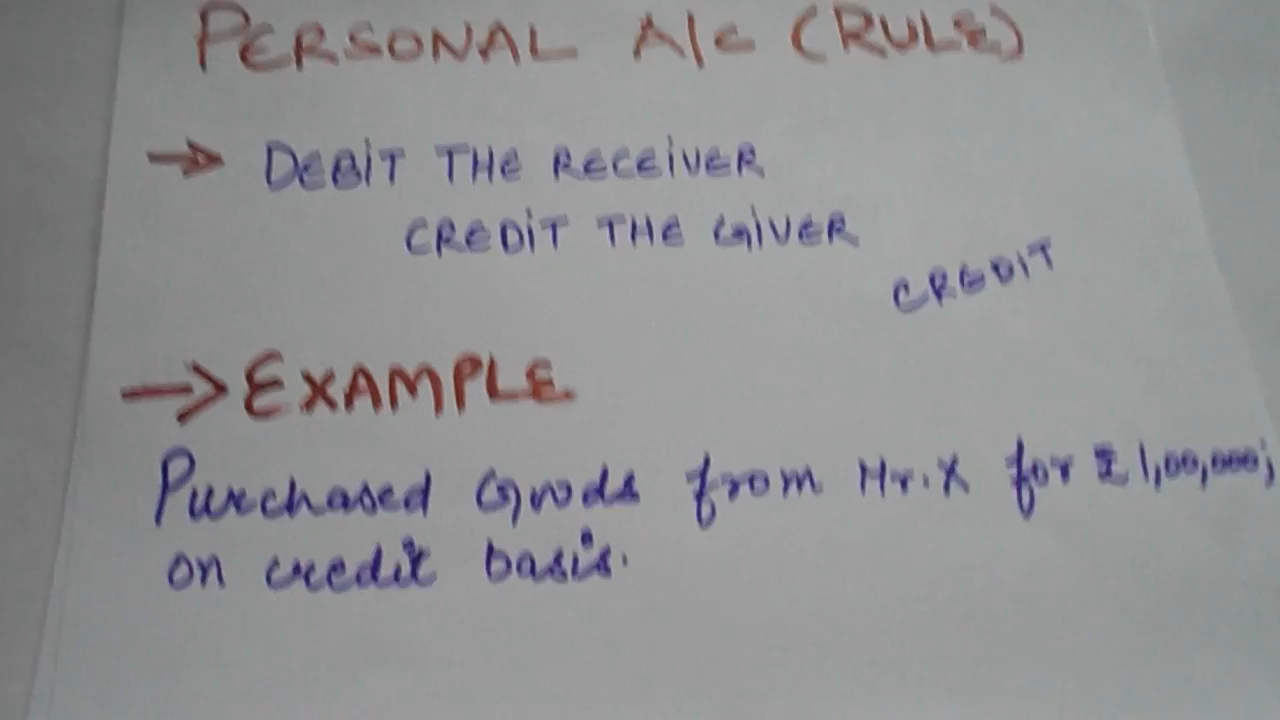 PERSONAL A/c (RULE)
→ DEBIT THE RECEIVER
CREDIT THE GIVER
CREDIT
→ EXAMPLE
Purchased Goods from Mr. X for ₹ 1,00,000;
on credit basis.